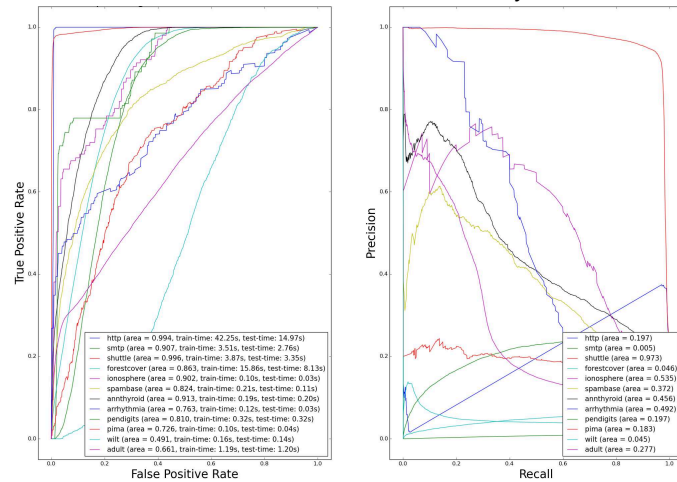 1.0
0.8
0.6
0.4
0.2
0.0
True Positive Rate
http (area = 0.994, train-time: 42.25s, test-time: 14.97s)
smtp (area = 0.907, train-time: 3.51s, test-time: 2.76s)
shuttle (area = 0.996, train-time: 3.87s, test-time: 3.35s)
forestcover (area = 0.863, train-time: 15.86s, test-time: 8.13s)
ionosphere (area = 0.902, train-time: 0.10s, test-time: 0.03s)
spambase (area = 0.824, train-time: 0.21s, test-time: 0.11s)
annthyroid (area = 0.913, train-time: 0.19s, test-time: 0.20s)
arrhythmia (area = 0.763, train-time: 0.12s, test-time: 0.03s)
pendigits (area = 0.810, train-time: 0.32s, test-time: 0.32s)
pima (area = 0.726, train-time: 0.10s, test-time: 0.04s)
wilt (area = 0.491, train-time: 0.16s, test-time: 0.14s)
adult (area = 0.661, train-time: 1.19s, test-time: 1.20s)
0.0 0.2 0.4 0.6 0.8 1.0
False Positive Rate
1.0
0.8
0.6
0.4
0.2
0.0
Precision
http (area = 0.197)
smtp (area = 0.005)
shuttle (area = 0.973)
forestcover (area = 0.046)
ionosphere (area = 0.535)
spambase (area = 0.372)
annthyroid (area = 0.456)
arrhythmia (area = 0.492)
pendigits (area = 0.197)
pima (area = 0.183)
wilt (area = 0.045)
adult (area = 0.277)
0.0 0.2 0.4 0.6 0.8 1.0
Recall